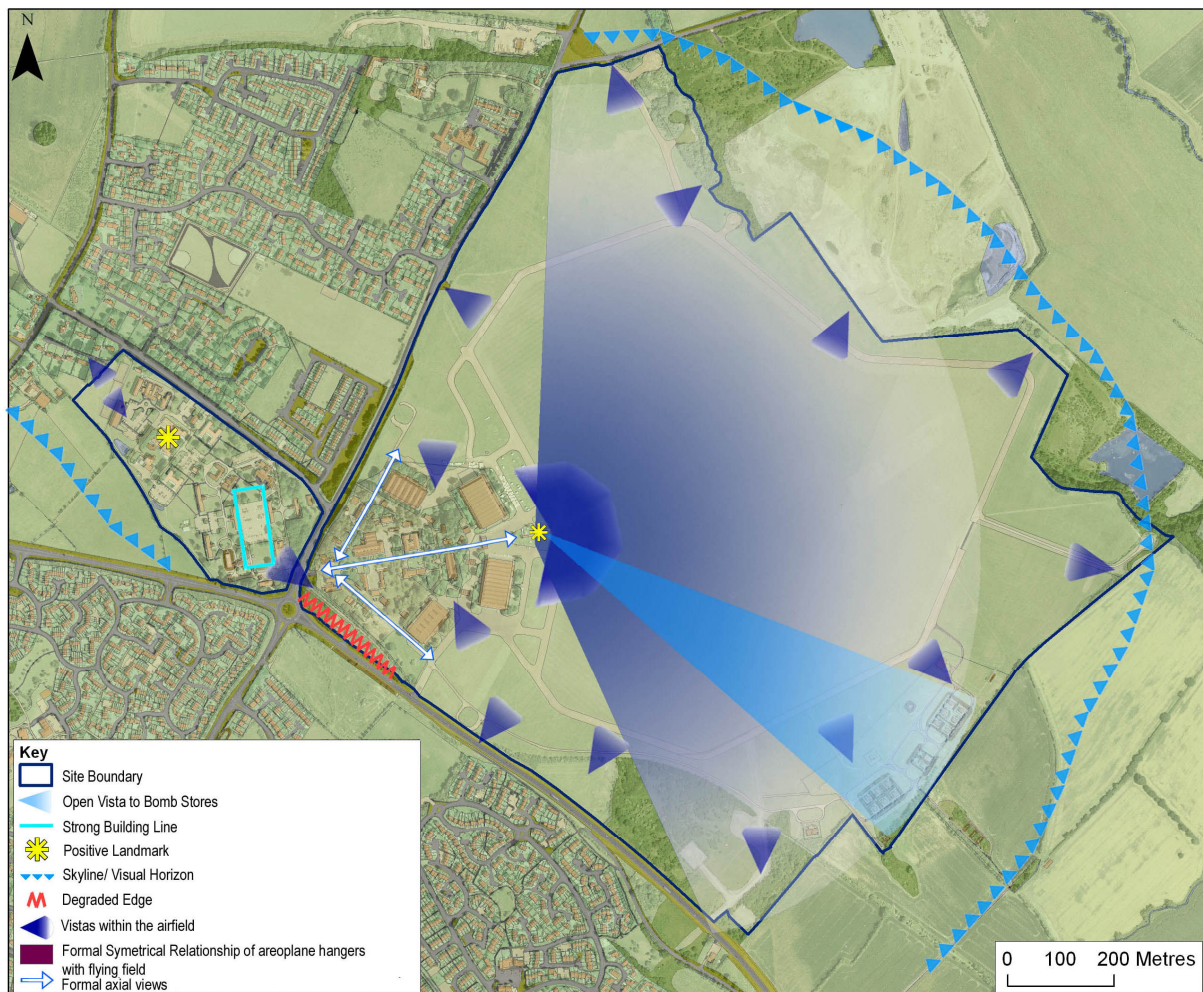 N
Key
Site Boundary
Open Vista to Bomb Stores
Strong Building Line
Positive Landmark
Skyline/ Visual Horizon
Degraded Edge
Vistas within the airfield
Formal Symetrical Relationship of areoplane hangers
with flying field
Formal axial views
0 100 200 Metres